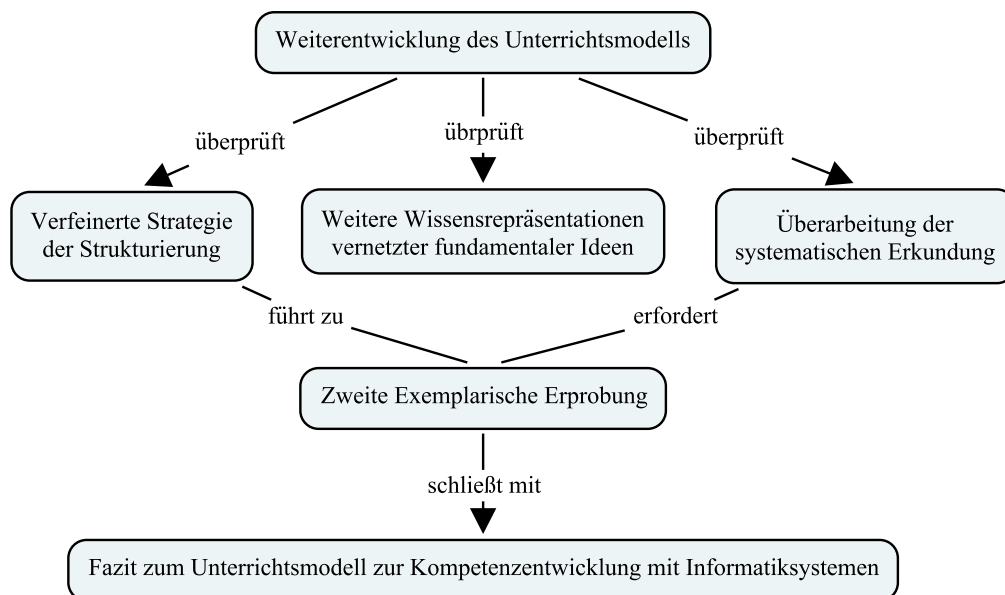 Weiterentwicklung des Unterrichtsmodells
überprüft
übrprüft
überprüft
Verfeinerte Strategie
der Strukturierung
Weitere Wissensrepräsentationen
vernetzter fundamentaler Ideen
Überarbeitung der
systematischen Erkundung
führt zu
erfordert
Zweite Exemplarische Erprobung
schließt mit
Fazit zum Unterrichtsmodell zur Kompetenzentwicklung mit Informatiksystemen